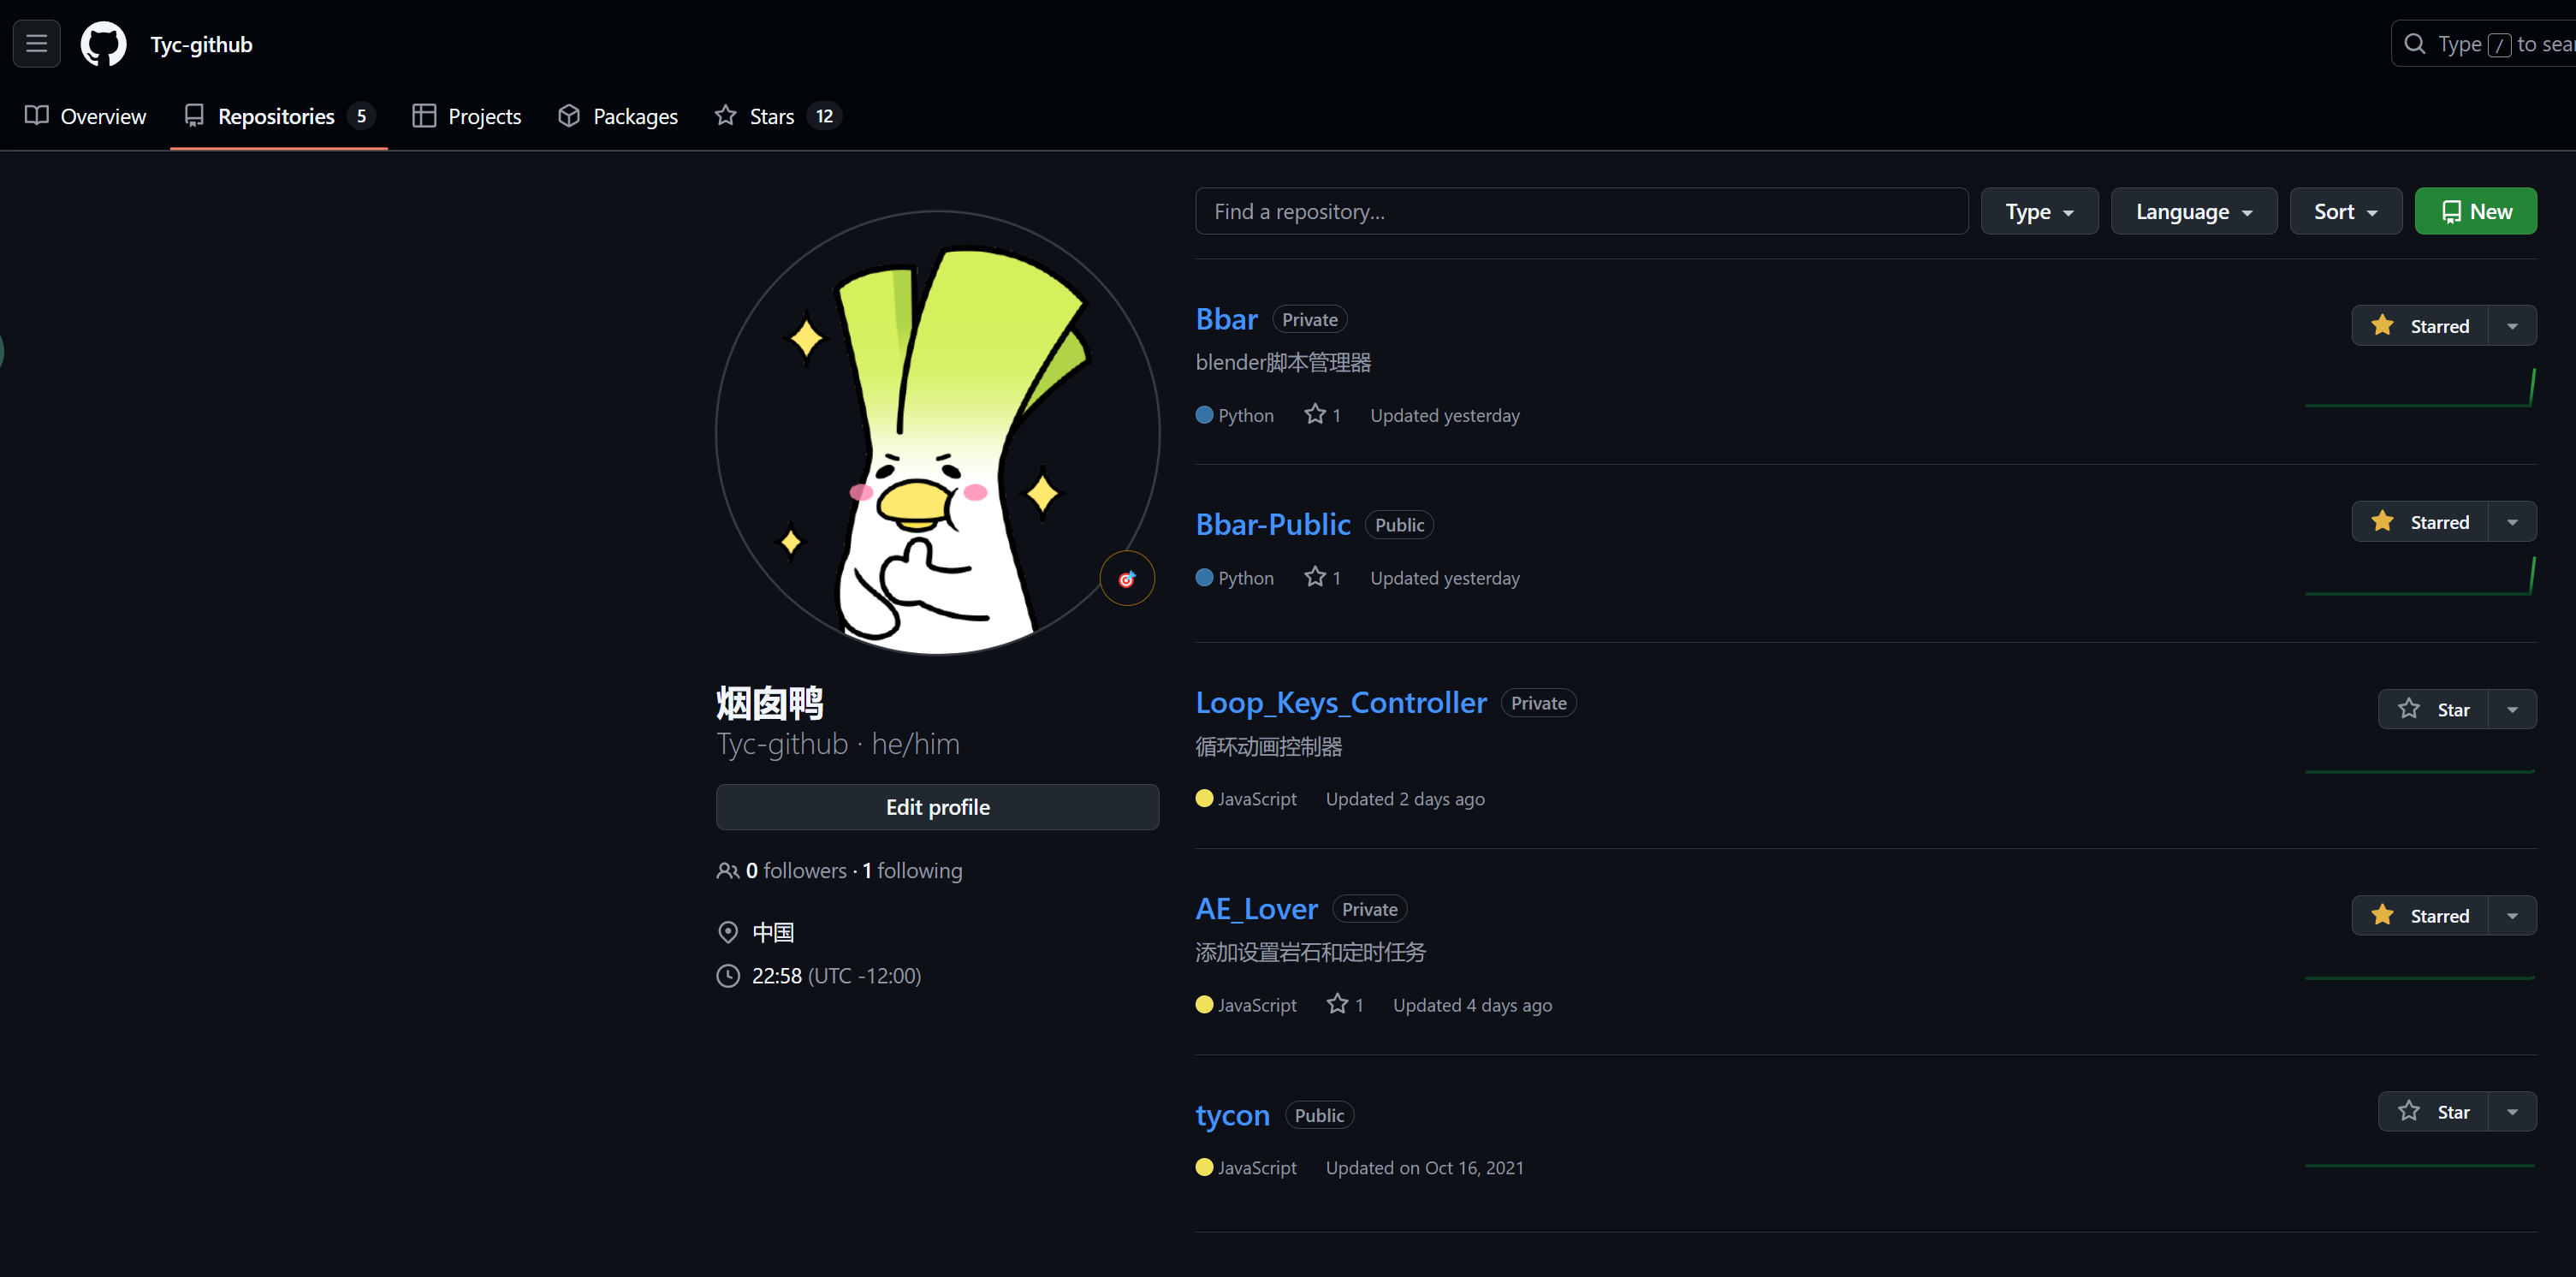 Tyc-github
Type / to sea
Overview
Repositories 5
Projects
Packages
Stars 12
烟囱鸭
Tyc-github · he/him
Edit profile
0 followers · 1 following
中国
22:58 (UTC -12:00)
Find a repository...
Type
Language
Sort
New
Bbar Private
Starred
blender脚本管理器
Python 1 Updated yesterday
Bbar-Public Public
Starred
Python 1 Updated yesterday
Loop_Keys_Controller Private
Star
循环动画控制器
JavaScript Updated 2 days ago
AE_Lover Private
Starred
添加设置岩石和定时任务
JavaScript 1 Updated 4 days ago
tycon Public
Star
JavaScript Updated on Oct 16, 2021